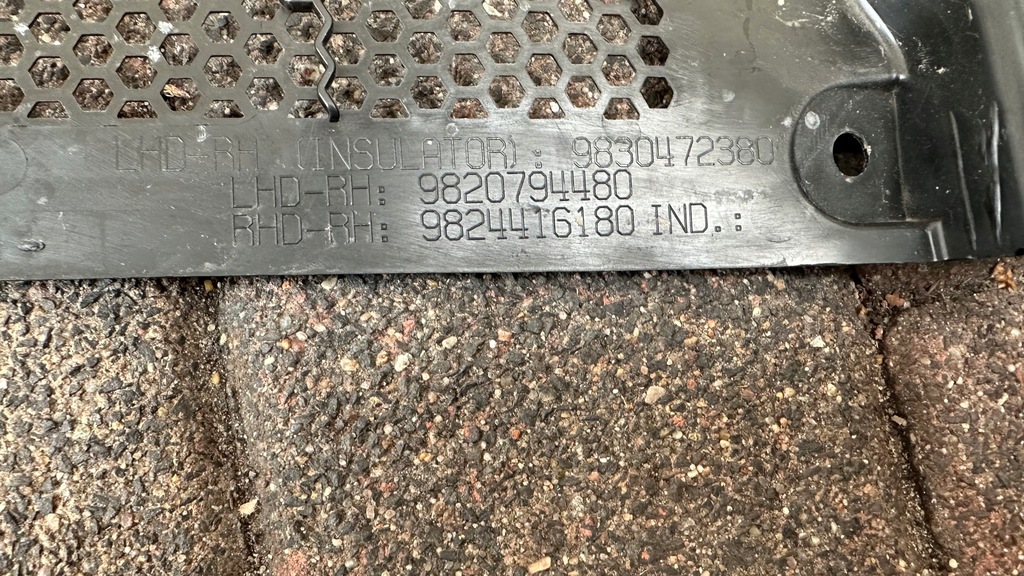 LHD-RH (INSULATOR): 9830472380
LHD-RH: 9820794480
RHD-RH: 9824416180 IND.: